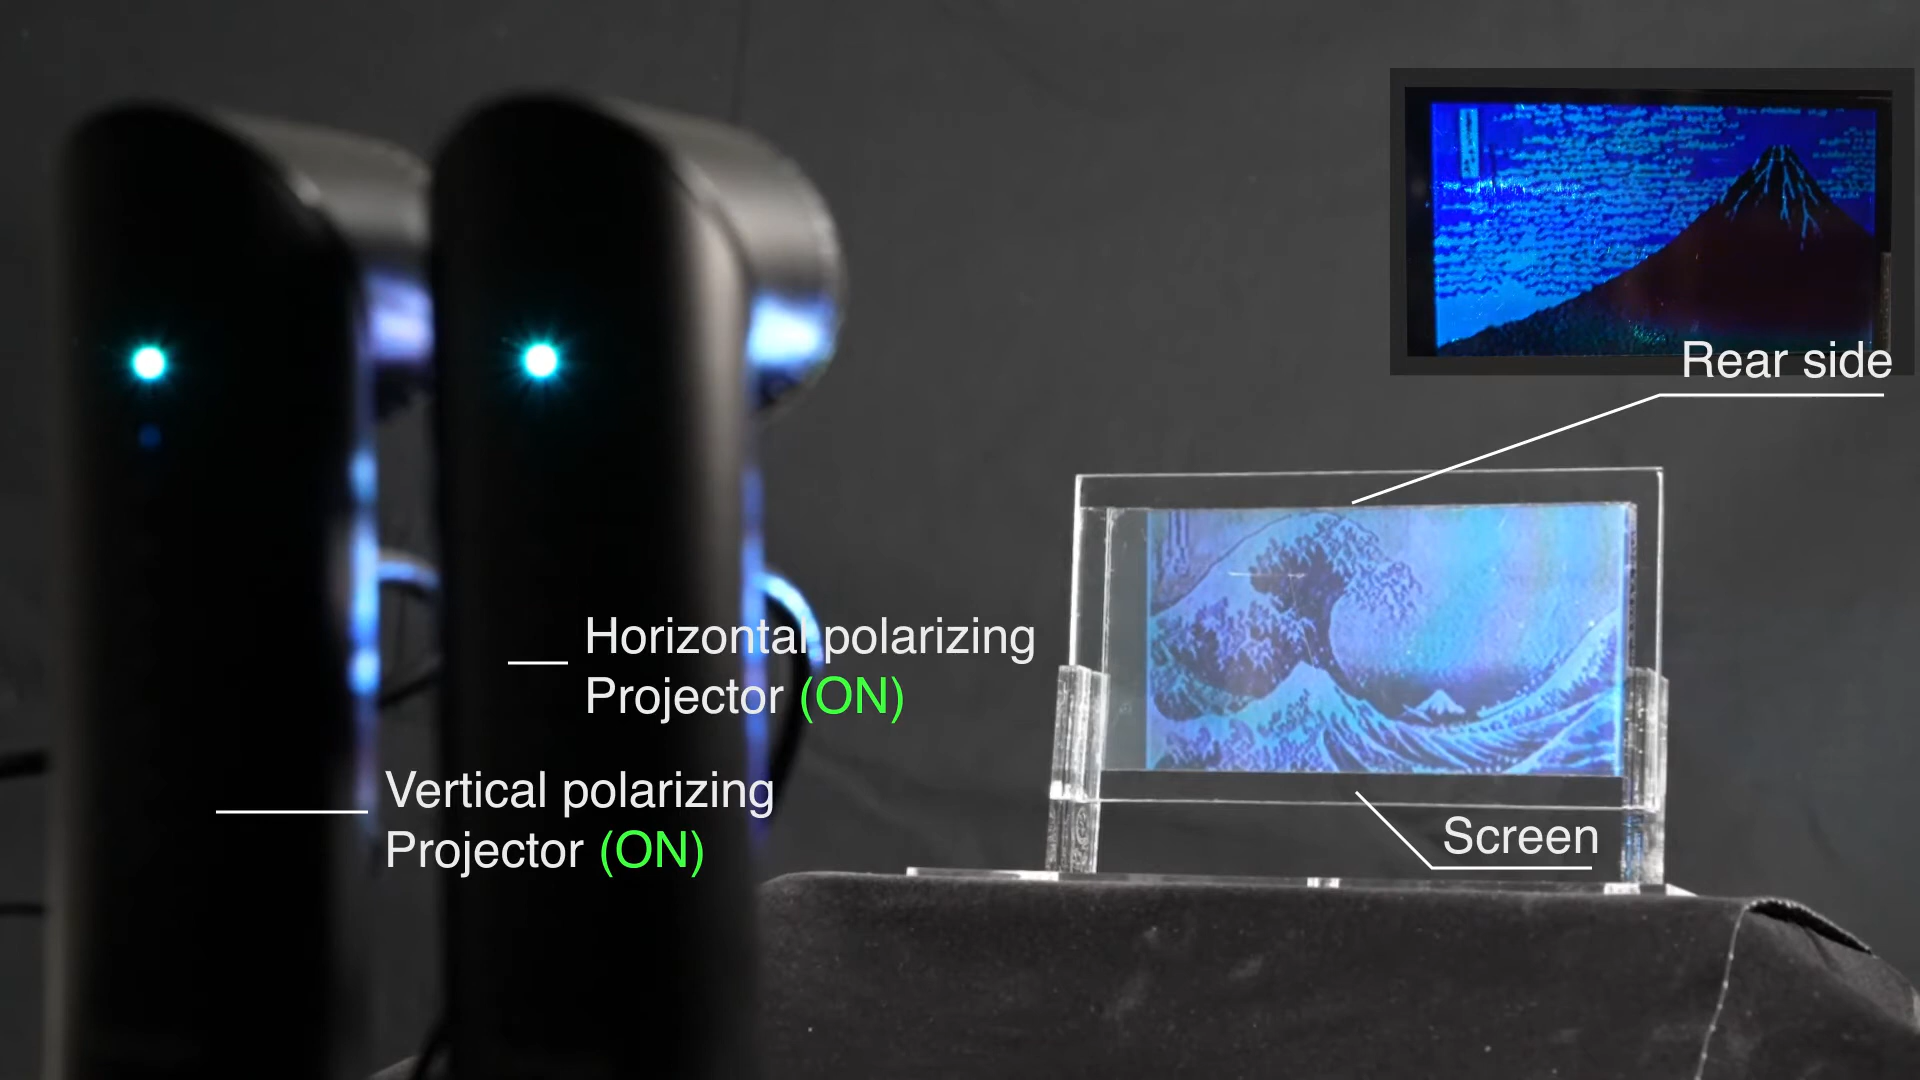 Rear side
Horizontal polarizing
Projector (ON)
Vertical polarizing
Projector (ON)
Screen